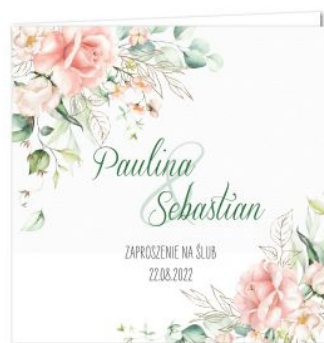 Paulina
&
Sebastian
ZAPROSZENIE NA ŚLUB
22.08.2022